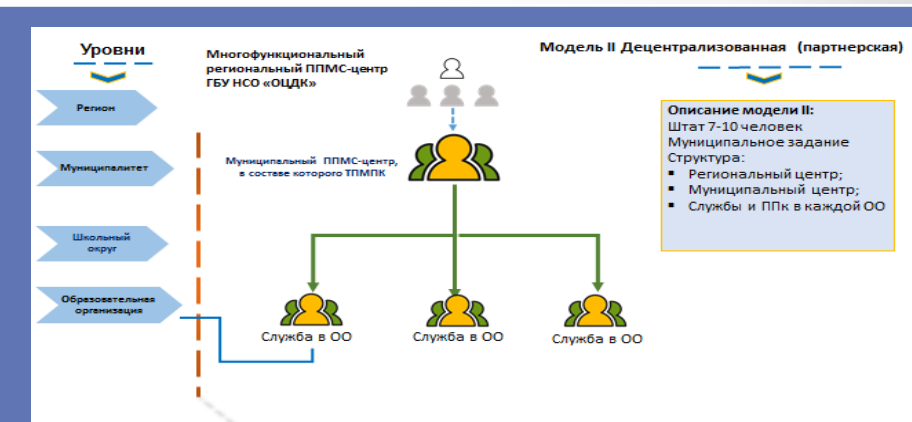 Уровни
Регион
Муниципалитет
Школьный
округ
Образовательная
организация
Многофункциональный
региональный ППМС-центр
ГБУ НСО «ОЦДК»
Муниципальный ППМС-центр,
в составе которого ТПМПК
Служба в ОО
Служба в ОО
Служба в ОО
Модель II Децентрализованная (партнерская)
Описание модели II:
Штат 7-10 человек
Муниципальное задание
Структура:
▪ Региональный центр;
▪ Муниципальный центр;
▪ Службы и ППк в каждой ОО